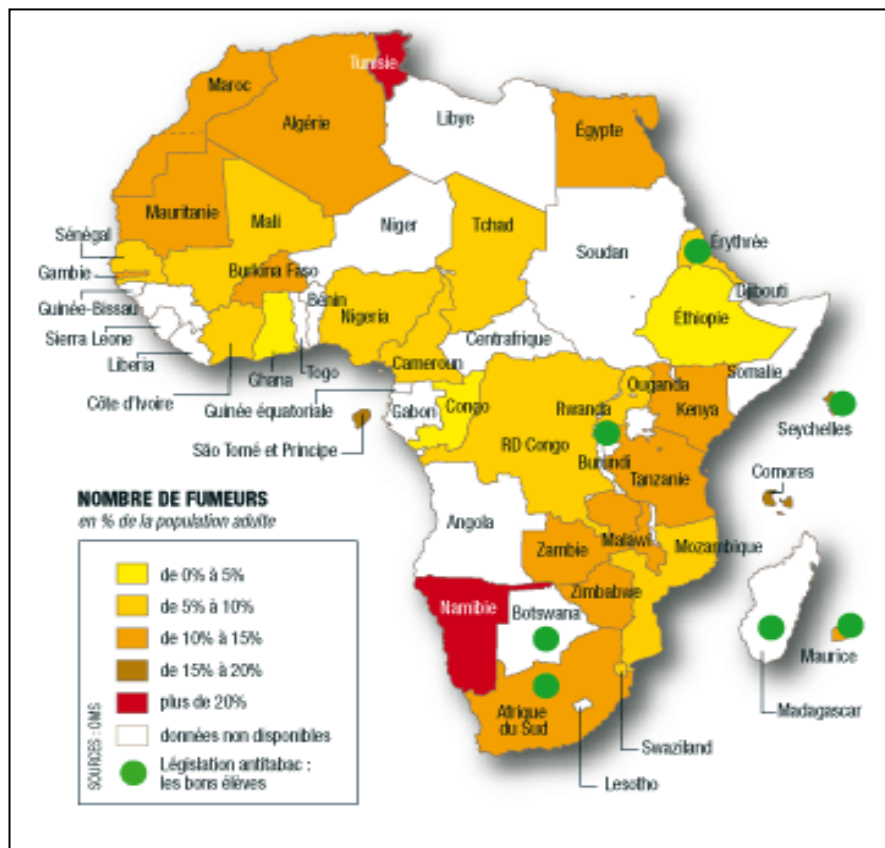 Tunisie
Maroc
Algérie
Libye
Égypte
Mauritanie
Mali
Niger
Tchad
Soudan
Érythrée
Sénégal
Gambie
Burkina Faso
Djibouti
Guinée-Bissau
Bénin
Nigeria
Éthiopie
Sierra Leone
Centrafrique
Liberia
Cameroun
Somalie
Ghana
Togo
Côte d'Ivoire
Guinée équatoriale
Gabon
Congo
Ouganda
Rwanda
Kenya
Seychelles
São Tomé et Principe
RD Congo
Burundi
Tanzanie
Comores
NOMBRE DE FUMEURS
en % de la population adulte
Angola
Zambie
Malawi
Mozambique
de 0% à 5%
de 5% à 10%
de 10% à 15%
de 15% à 20%
plus de 20%
données non disponibles
Législation antitabac :
les bons élèves
SOURCES : OMS
Namibie
Zimbabwe
Botswana
Maurice
Madagascar
Afrique
du Sud
Swaziland
Lesotho